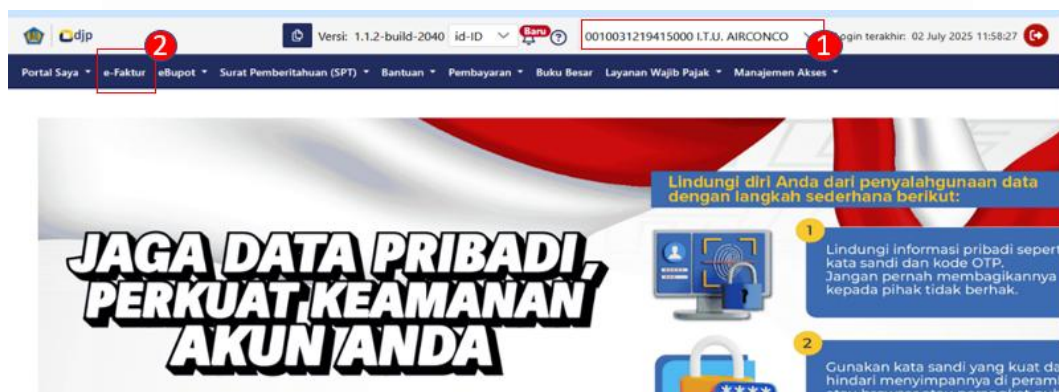 djp
Versi: 1.1.2-build-2040 id-ID Baru 0010031219415000 I.T.U. AIRCONCO Login terakhir: 02 July 2025 11:58:27
2
1
Portal Saya e-Faktur eBupot Surat Pemberitahuan (SPT) Bantuan Pembayaran Buku Besar Layanan Wajib Pajak Manajemen Akses
JAGA DATA PRIBADI,
PERKUAT KEAMANAN
AKUN ANDA
Lindungi diri Anda dari penyalahgunaan data
dengan langkah sederhana berikut:
1
Lindungi informasi pribadi sepert
kata sandi dan kode OTP.
Jangan pernah membagikannya
kepada pihak tidak berhak.
2
Gunakan kata sandi yang kuat da
hindari menyimpannya di peran